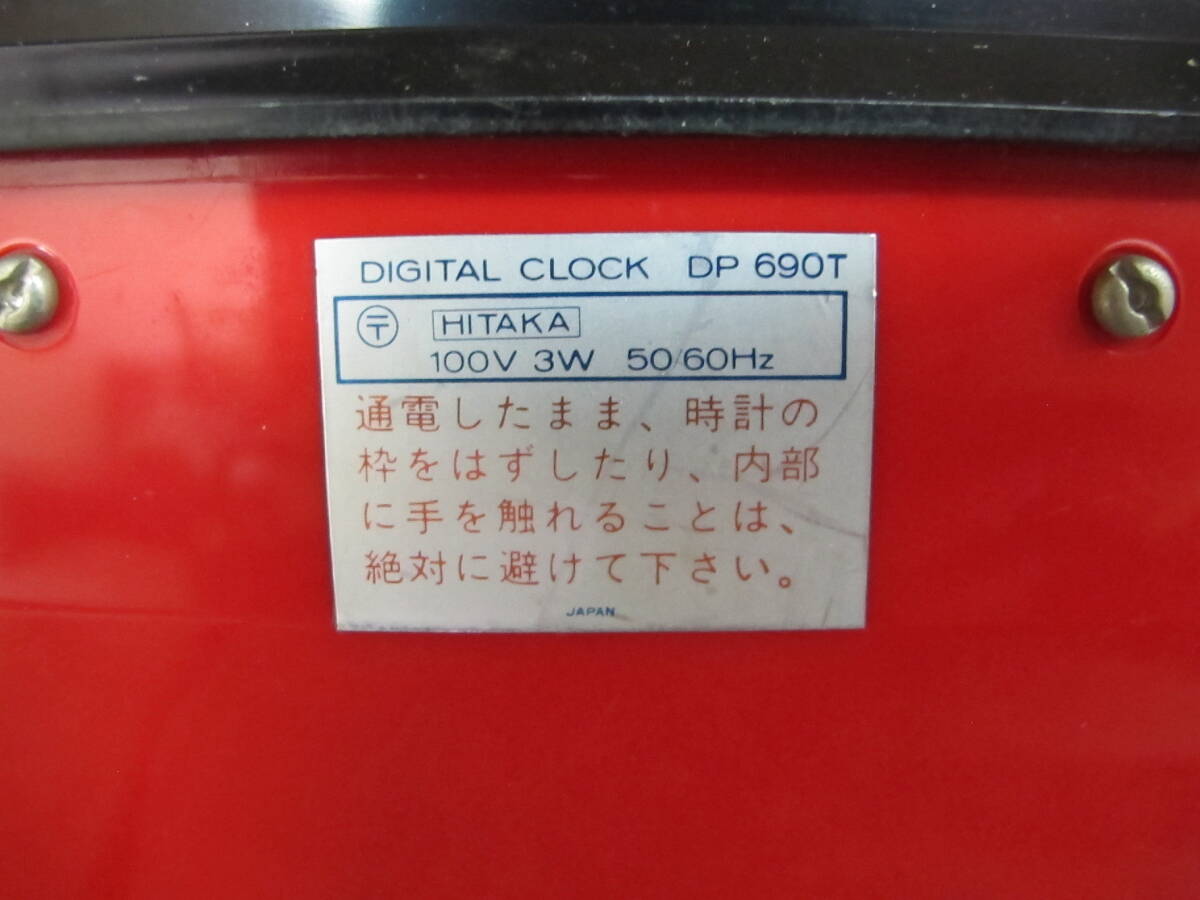 DIGITAL CLOCK DP 690T
〒 HITAKA
100V 3W 50/60Hz
通電したまま、時計の
枠をはずしたり、内部
に手を触れることは、
絶対に避けて下さい。
JAPAN